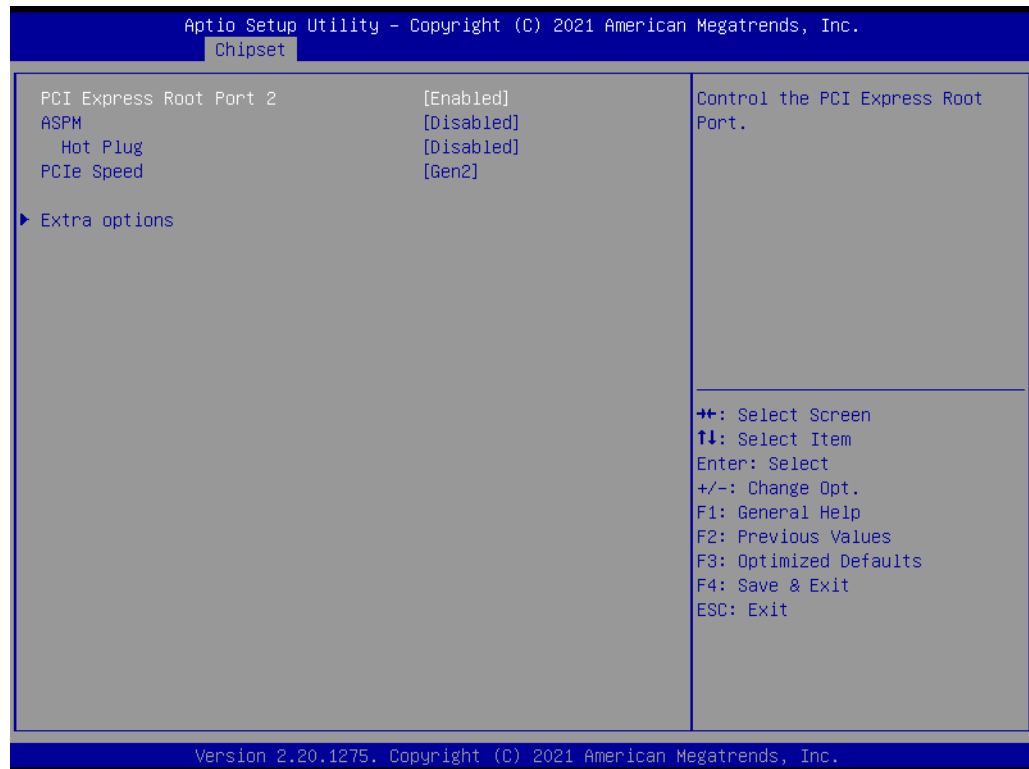 Aptio Setup Utility – Copyright (C) 2021 American Megatrends, Inc.
Chipset
PCI Express Root Port 2 [Enabled]
ASPM [Disabled]
Hot Plug [Disabled]
PCIe Speed [Gen2]
▶ Extra options
Control the PCI Express Root
Port.
→←: Select Screen
↑↓: Select Item
Enter: Select
+/-: Change Opt.
F1: General Help
F2: Previous Values
F3: Optimized Defaults
F4: Save & Exit
ESC: Exit
Version 2.20.1275. Copyright (C) 2021 American Megatrends, Inc.